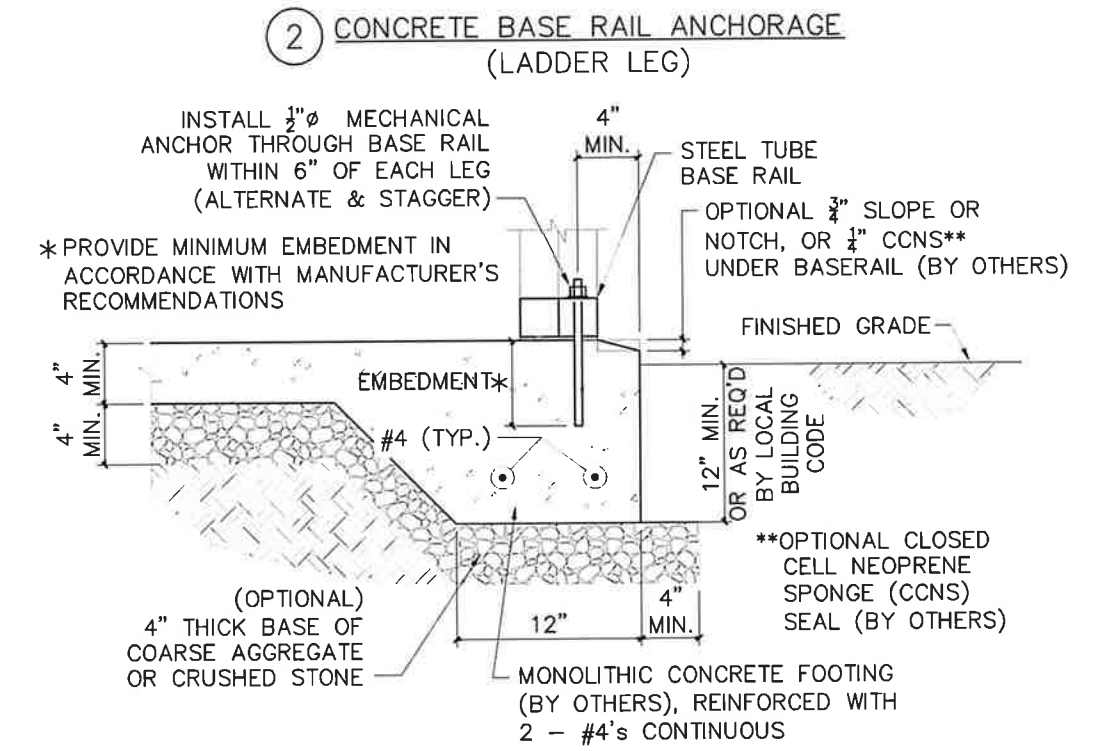 2 CONCRETE BASE RAIL ANCHORAGE
(LADDER LEG)
INSTALL ½"ø MECHANICAL
ANCHOR THROUGH BASE RAIL
WITHIN 6" OF EACH LEG
(ALTERNATE & STAGGER)
4"
MIN.
STEEL TUBE
BASE RAIL
OPTIONAL ¾" SLOPE OR
NOTCH, OR ¼" CCNS**
UNDER BASERAIL (BY OTHERS)
* PROVIDE MINIMUM EMBEDMENT IN
ACCORDANCE WITH MANUFACTURER'S
RECOMMENDATIONS
FINISHED GRADE
4"
MIN.
4"
MIN.
EMBEDMENT*
#4 (TYP.)
12" MIN.
OR AS REQ'D
BY LOCAL
BUILDING
CODE
**OPTIONAL CLOSED
CELL NEOPRENE
SPONGE (CCNS)
SEAL (BY OTHERS)
(OPTIONAL)
4" THICK BASE OF
COARSE AGGREGATE
OR CRUSHED STONE
12"
4"
MIN.
MONOLITHIC CONCRETE FOOTING
(BY OTHERS), REINFORCED WITH
2 - #4's CONTINUOUS